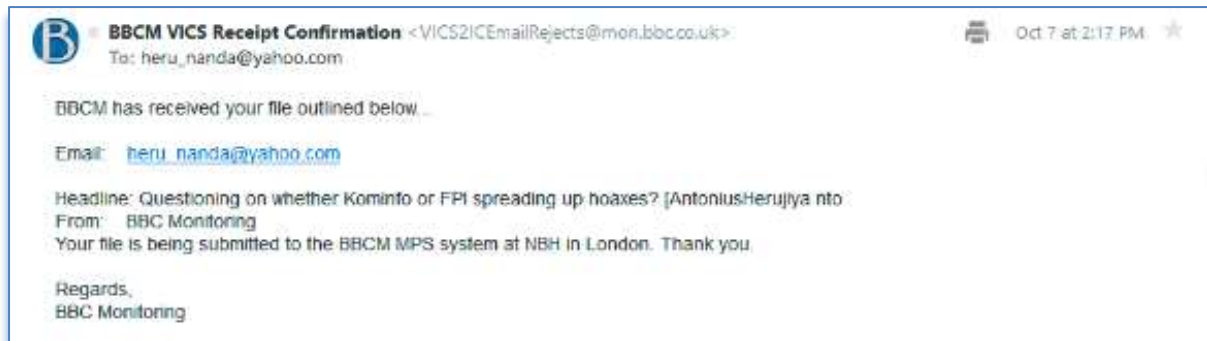 B
BBCM VICS Receipt Confirmation <VICS2ICEmailRejects@mon.bbc.co.uk>
Oct 7 at 2:17 PM
To: heru_nanda@yahoo.com
BBCM has received your file outlined below...
Email: heru_nanda@yahoo.com
Headline: Questioning on whether Kominfo or FPI spreading up hoaxes? [AntoniusHerujiya nto
From: BBC Monitoring
Your file is being submitted to the BBCM MPS system at NBH in London. Thank you.
Regards,
BBC Monitoring